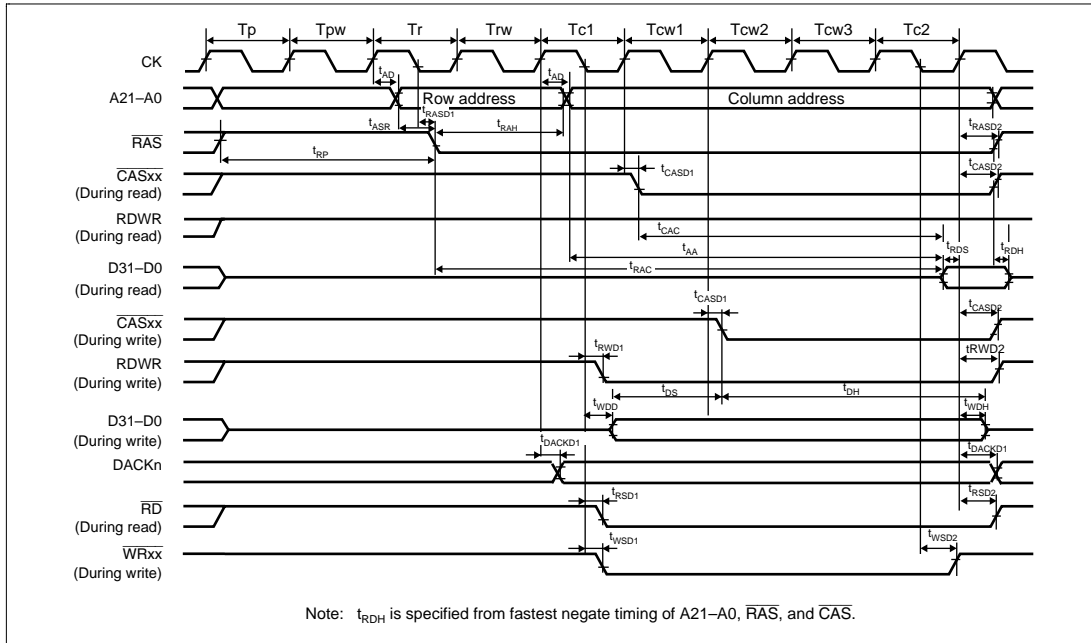 Tp Tpw Tr Trw Tc1 Tcw1 Tcw2 Tcw3 Tc2
CK
tAD tAD
A21–A0 Row address Column address
tRASD1
tASR tRAH tRASD2
RAS
tRP
CASxx tCASD1 tCASD2
(During read)
RDWR
(During read) tCAC
tRDS tRDH
tAA
D31–D0 tRAC
(During read)
tCASD1 tCASD2
CASxx
(During write)
RDWR tRWD1 tRWD2
(During write)
tDS tDH
tWDD tWDH
D31–D0
(During write)
tDACKD1 tDACKD1
DACKn
tRSD1 tRSD2
RD
(During read)
tWSD1 tWSD2
WRxx
(During write)
Note: tRDH is specified from fastest negate timing of A21–A0, RAS, and CAS.